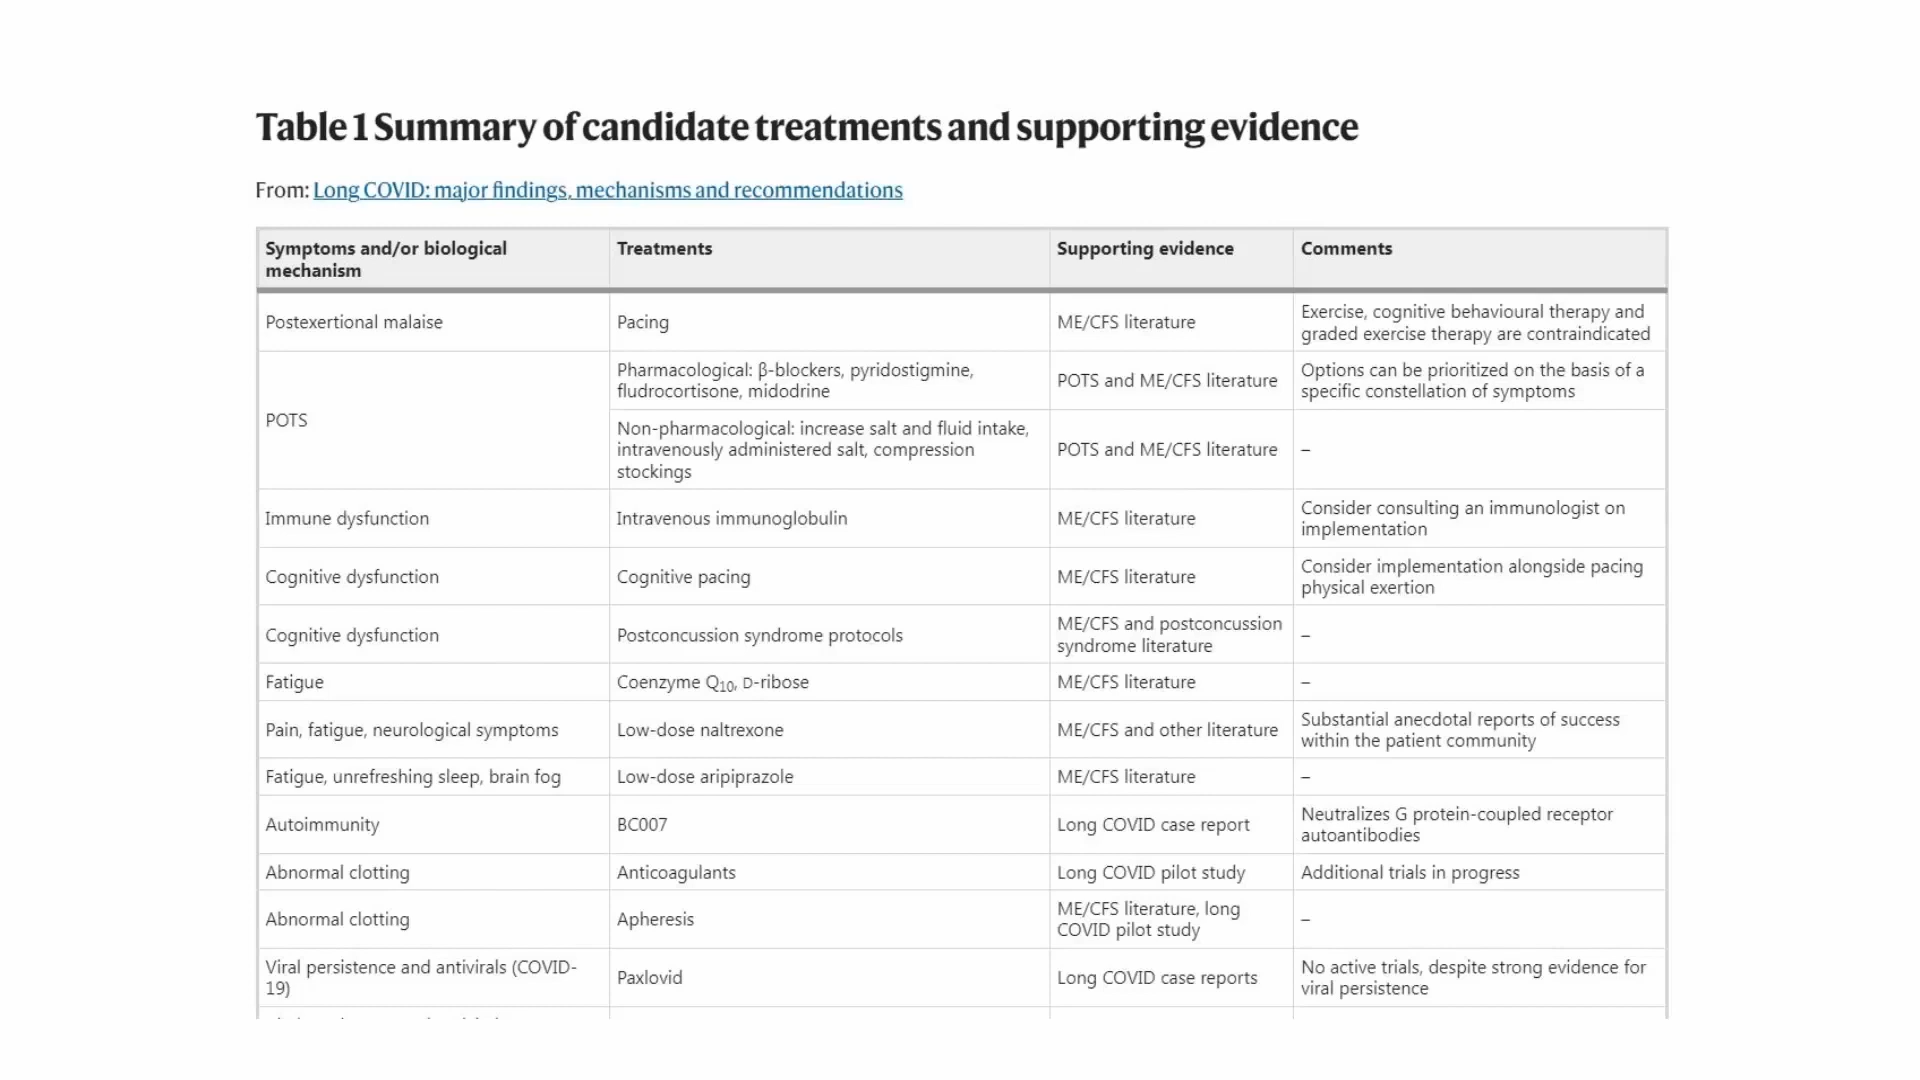 Table 1 Summary of candidate treatments and supporting evidence
From: Long COVID: major findings, mechanisms and recommendations
Symptoms and/or biological
mechanism
Treatments
Supporting evidence
Comments
Postexertional malaise
Pacing
ME/CFS literature
Exercise, cognitive behavioural therapy and
graded exercise therapy are contraindicated
POTS
Pharmacological: β-blockers, pyridostigmine,
fludrocortisone, midodrine
POTS and ME/CFS literature
Options can be prioritized on the basis of a
specific constellation of symptoms
Non-pharmacological: increase salt and fluid intake,
intravenously administered salt, compression
stockings
POTS and ME/CFS literature
–
Immune dysfunction
Intravenous immunoglobulin
ME/CFS literature
Consider consulting an immunologist on
implementation
Cognitive dysfunction
Cognitive pacing
ME/CFS literature
Consider implementation alongside pacing
physical exertion
Cognitive dysfunction
Postconcussion syndrome protocols
ME/CFS and postconcussion
syndrome literature
–
Fatigue
Coenzyme Q10, D-ribose
ME/CFS literature
–
Pain, fatigue, neurological symptoms
Low-dose naltrexone
ME/CFS and other literature
Substantial anecdotal reports of success
within the patient community
Fatigue, unrefreshing sleep, brain fog
Low-dose aripiprazole
ME/CFS literature
–
Autoimmunity
BC007
Long COVID case report
Neutralizes G protein-coupled receptor
autoantibodies
Abnormal clotting
Anticoagulants
Long COVID pilot study
Additional trials in progress
Abnormal clotting
Apheresis
ME/CFS literature, long
COVID pilot study
–
Viral persistence and antivirals (COVID-
19)
Paxlovid
Long COVID case reports
No active trials, despite strong evidence for
viral persistence